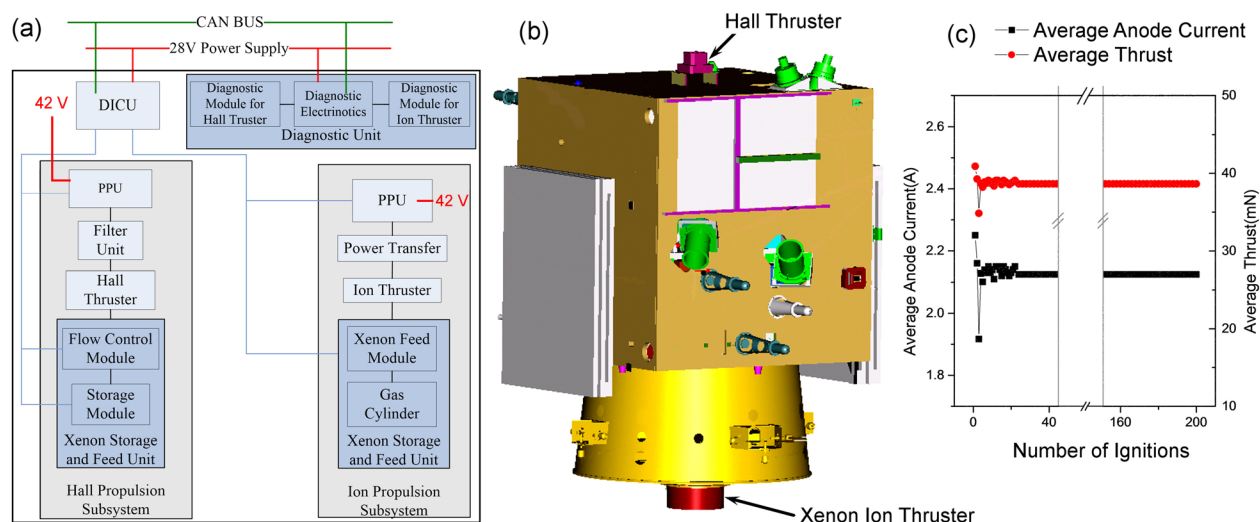 (a)
CAN BUS
28V Power Supply
42 V
DICU
Diagnostic
Module for
Hall Truster
Diagnostic
Electrinotics
Diagnostic
Module for
Ion Thruster
Diagnostic Unit
PPU
Filter
Unit
Hall
Thruster
Flow Control
Module
Storage
Module
Xenon Storage
and Feed Unit
Hall Propulsion
Subsystem
PPU
42 V
Power Transfer
Ion Thruster
Xenon Feed
Module
Gas
Cylinder
Xenon Storage
and Feed Unit
Ion Propulsion
Subsystem
(b)
Hall Thruster
Xenon Ion Thruster
(c)
Average Anode Current
Average Thrust
Average Anode Current(A)
2.6
2.4
2.2
2.0
1.8
50
40
30
20
10
Average Thrust(mN)
0
40
160
200
Number of Ignitions